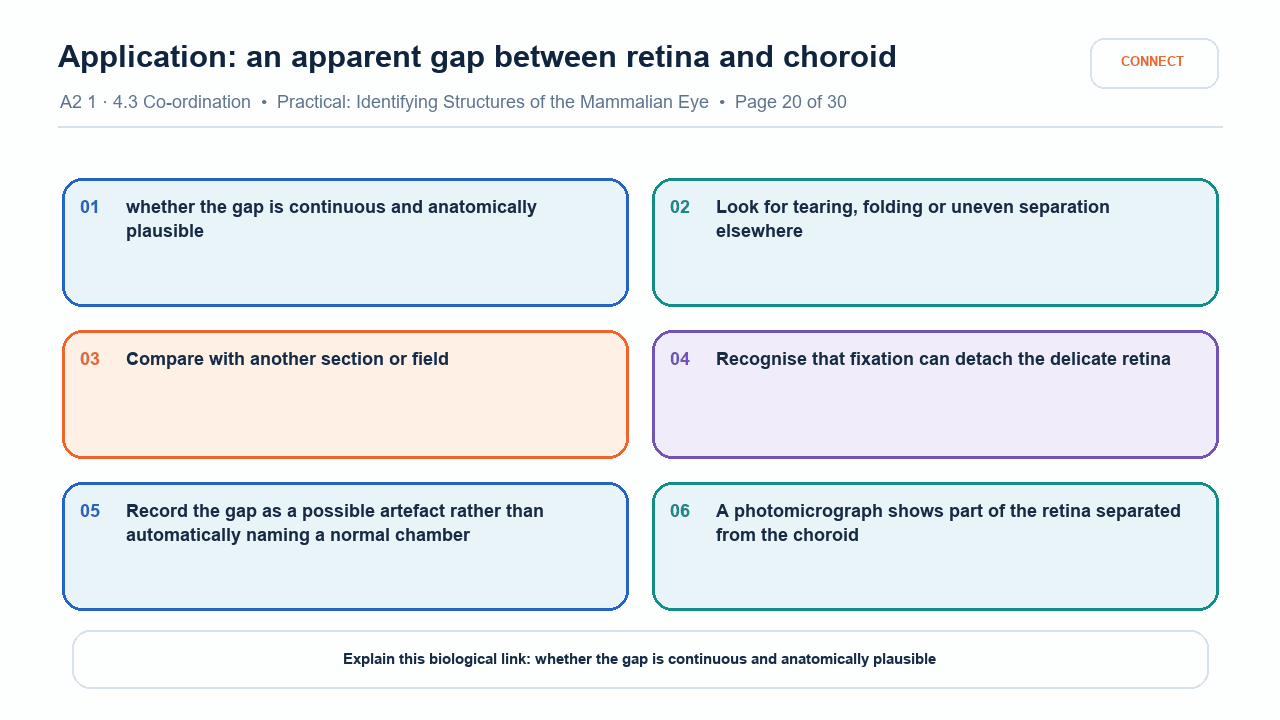 Application: an apparent gap between retina and choroid
CONNECT
A2 1 · 4.3 Co-ordination • Practical: Identifying Structures of the Mammalian Eye • Page 20 of 30
01 whether the gap is continuous and anatomically
plausible
02 Look for tearing, folding or uneven separation
elsewhere
03 Compare with another section or field
04 Recognise that fixation can detach the delicate retina
05 Record the gap as a possible artefact rather than
automatically naming a normal chamber
06 A photomicrograph shows part of the retina separated
from the choroid
Explain this biological link: whether the gap is continuous and anatomically plausible